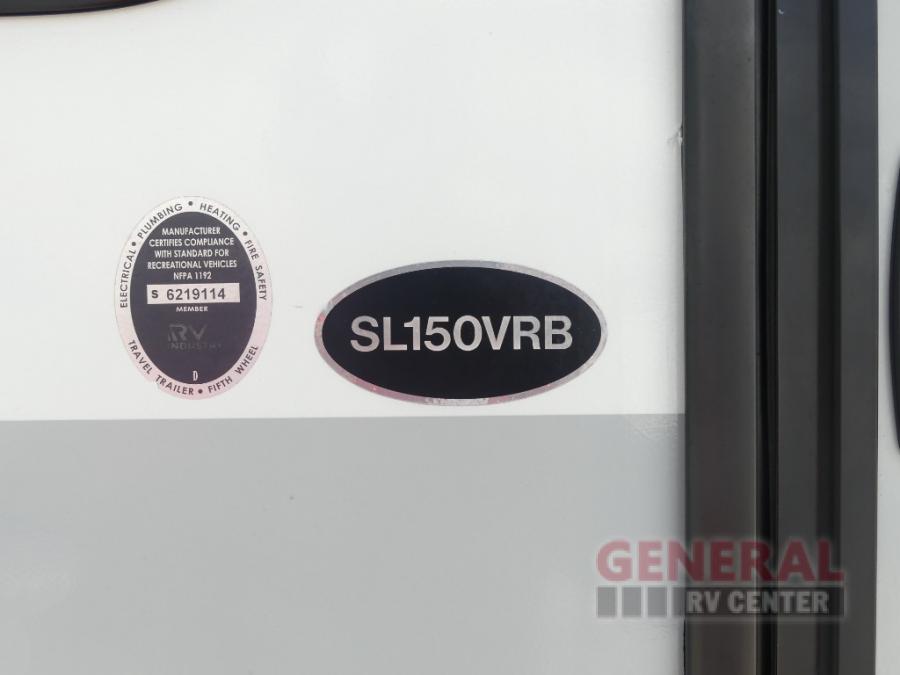 ELECTRICAL • PLUMBING • HEATING • FIRE SAFETY
MANUFACTURER
CERTIFIES COMPLIANCE
WITH STANDARD FOR
RECREATIONAL VEHICLES
NFPA 1192
S 6219114
MEMBER
RV
INDUSTRY
D
TRAVEL TRAILER • FIFTH WHEEL
SL150VRB
GENERAL
RV CENTER